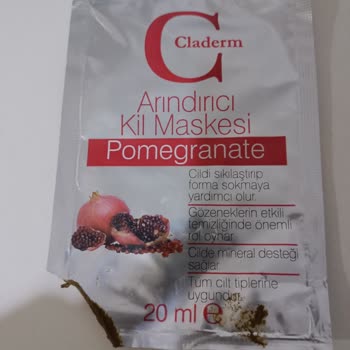 C
Claderm
Arındırıcı
Kil Maskesi
Pomegranate
Cildi sıkılaştırıp
forma sokmaya
yardımcı olur.
Gözeneklerin etkili
temizliğinde önemli
rol oynar.
Cilde mineral desteği
sağlar.
Tüm cilt tiplerine
uygundur.
20 ml e